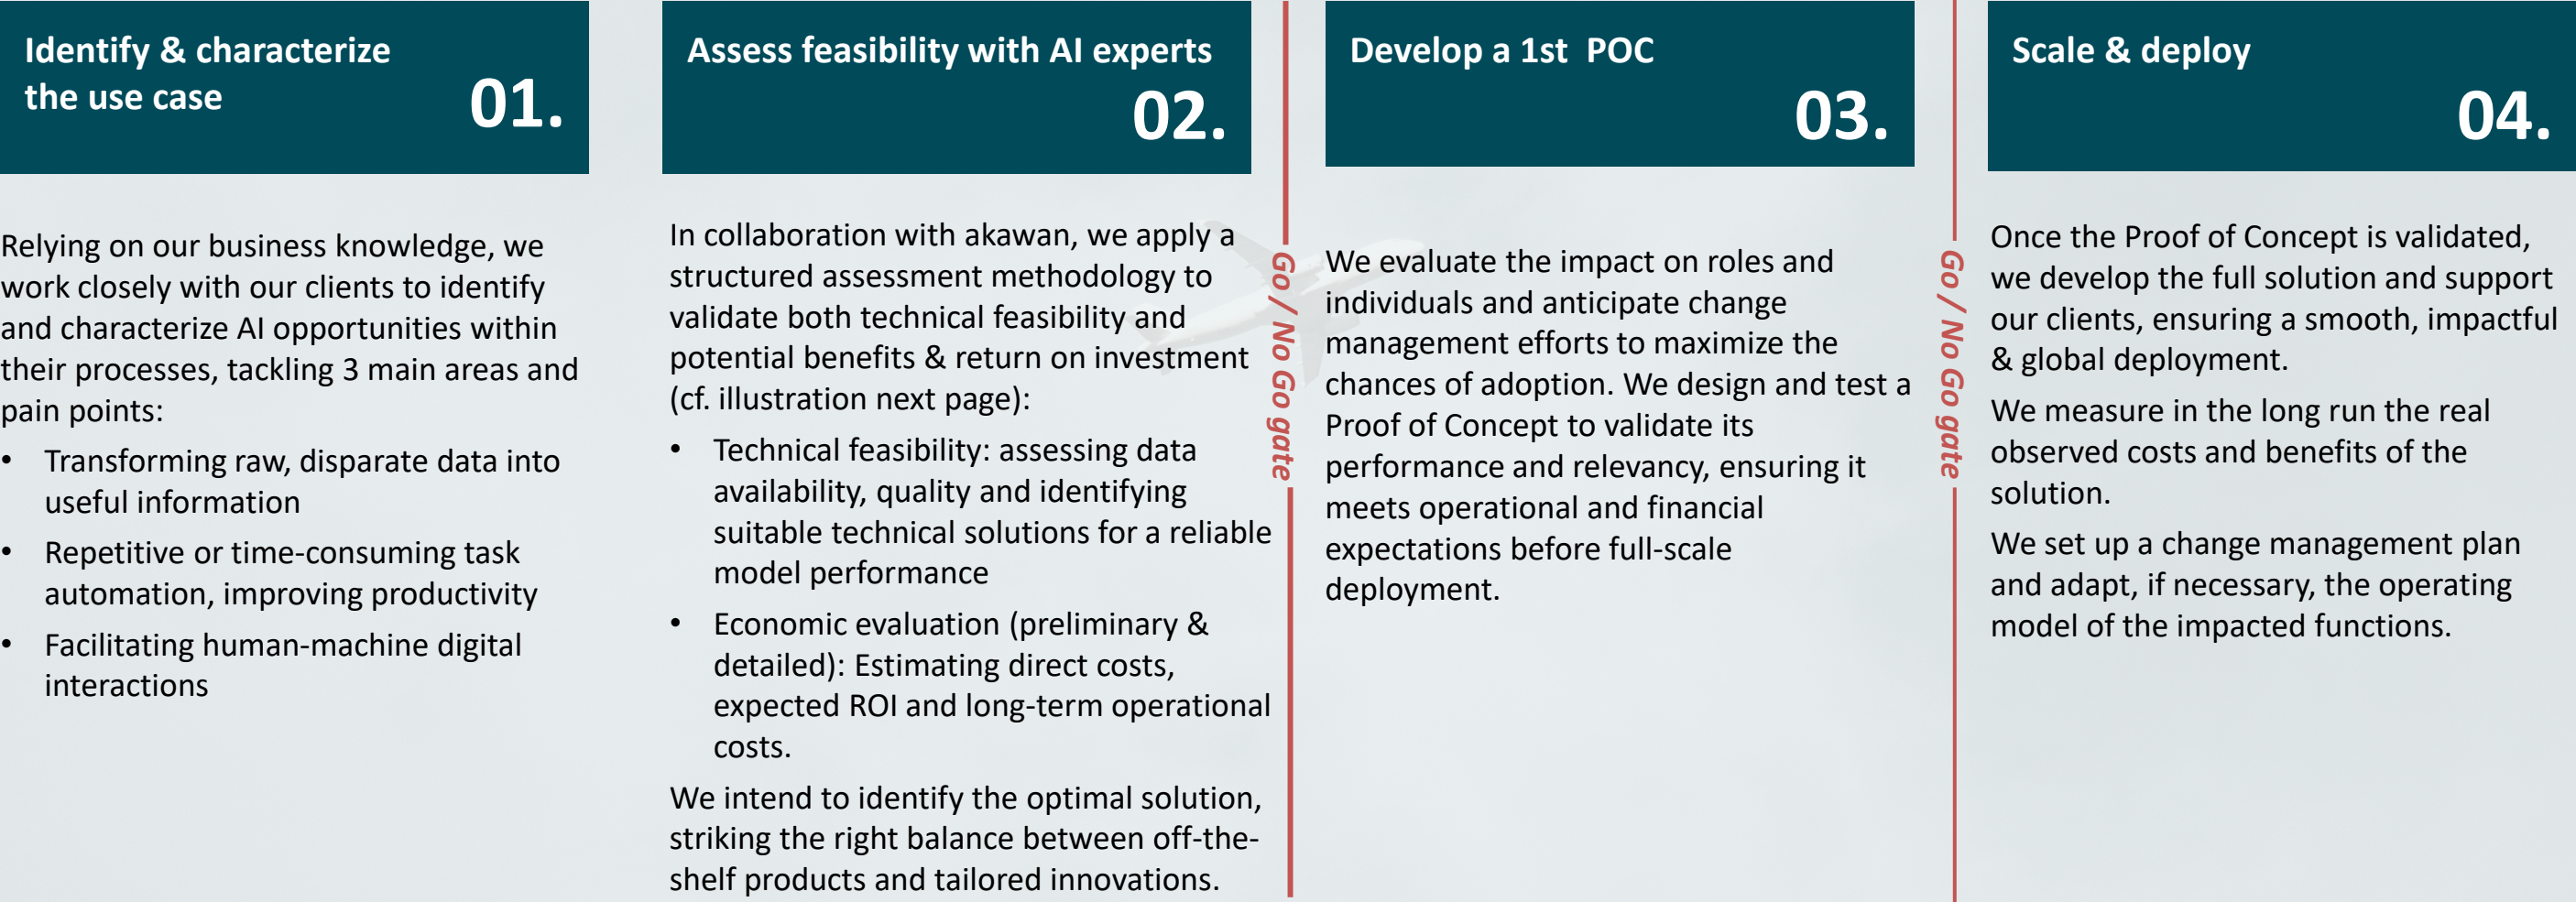 Identify & characterize
the use case
01.
Relying on our business knowledge, we
work closely with our clients to identify
and characterize AI opportunities within
their processes, tackling 3 main areas and
pain points:
• Transforming raw, disparate data into
useful information
• Repetitive or time-consuming task
automation, improving productivity
• Facilitating human-machine digital
interactions
Assess feasibility with AI experts
02.
In collaboration with akawan, we apply a
structured assessment methodology to
validate both technical feasibility and
potential benefits & return on investment
(cf. illustration next page):
• Technical feasibility: assessing data
availability, quality and identifying
suitable technical solutions for a reliable
model performance
• Economic evaluation (preliminary &
detailed): Estimating direct costs,
expected ROI and long-term operational
costs.
We intend to identify the optimal solution,
striking the right balance between off-the-
shelf products and tailored innovations.
Go / No Go gate
Develop a 1st  POC
03.
We evaluate the impact on roles and
individuals and anticipate change
management efforts to maximize the
chances of adoption. We design and test a
Proof of Concept to validate its
performance and relevancy, ensuring it
meets operational and financial
expectations before full-scale
deployment.
Go / No Go gate
Scale & deploy
04.
Once the Proof of Concept is validated,
we develop the full solution and support
our clients, ensuring a smooth, impactful
& global deployment.
We measure in the long run the real
observed costs and benefits of the
solution.
We set up a change management plan
and adapt, if necessary, the operating
model of the impacted functions.